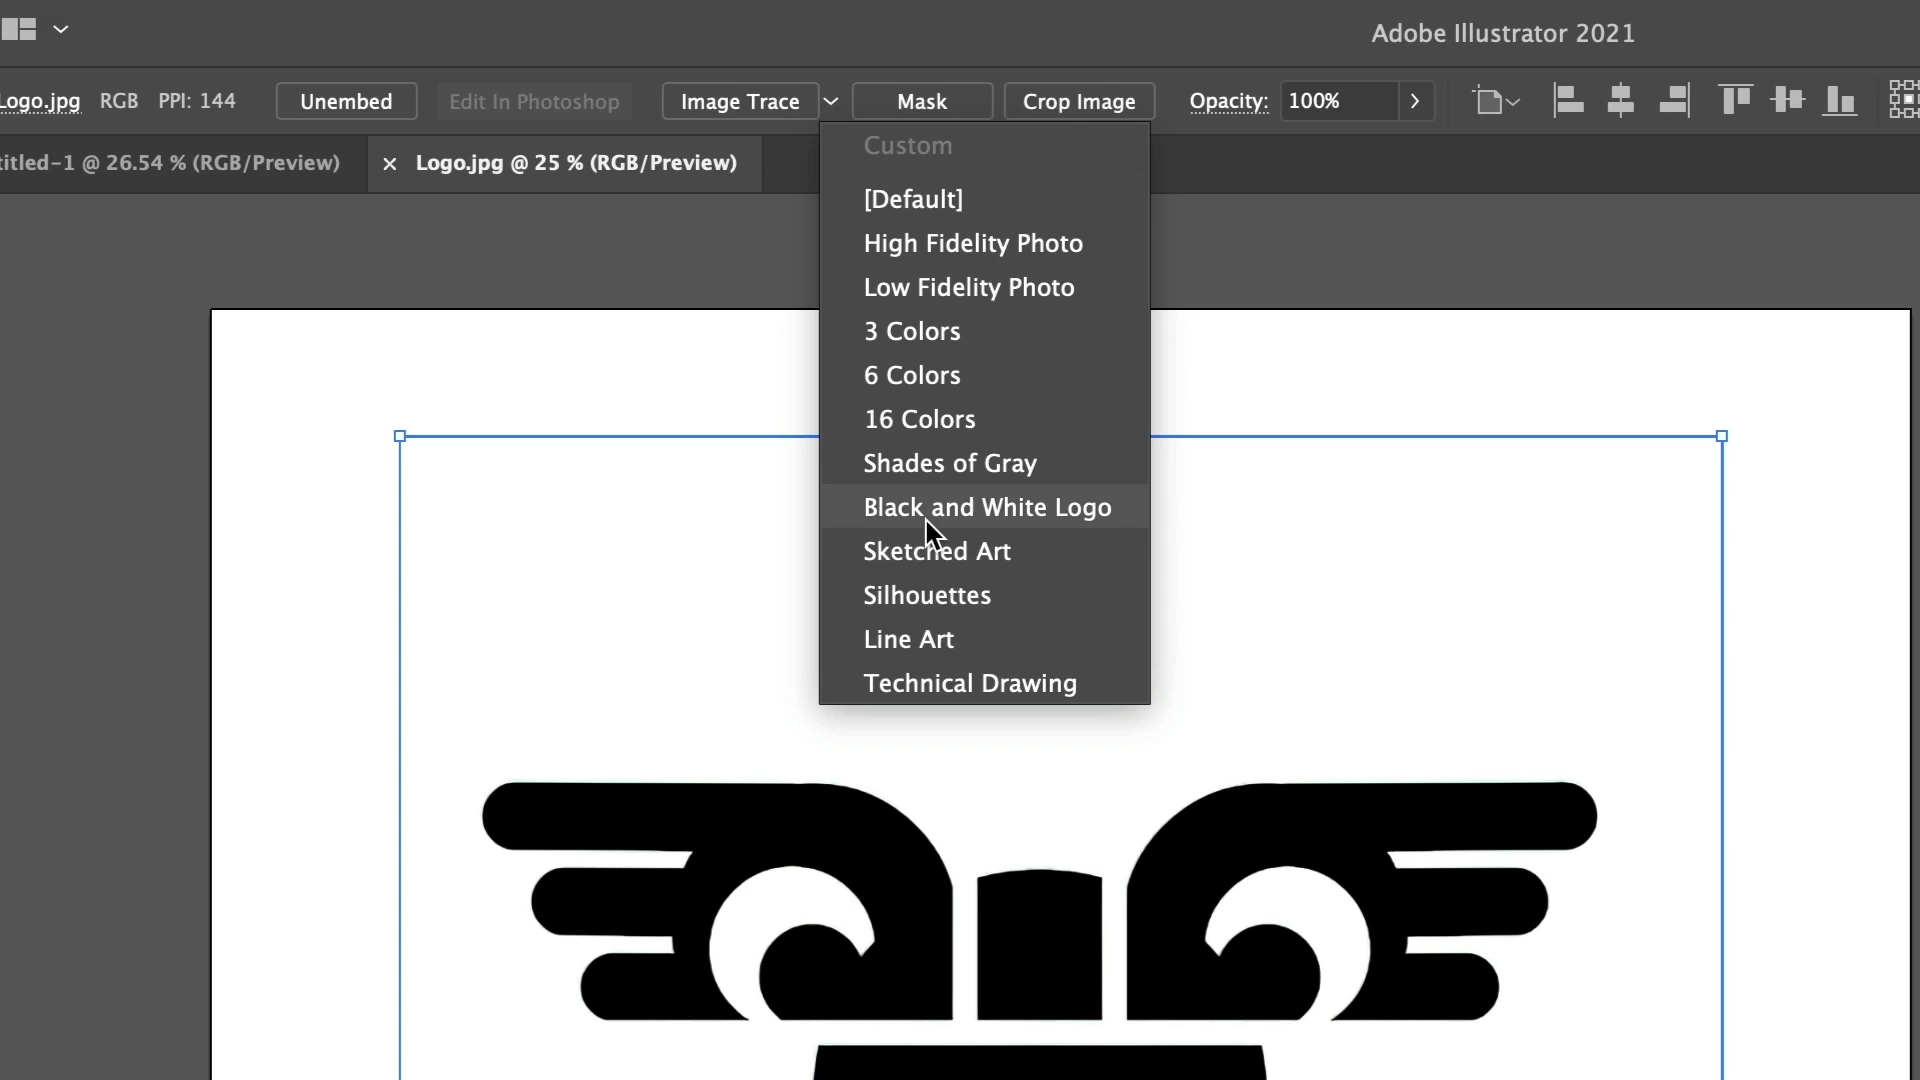 Adobe Illustrator 2021
Logo.jpg RGB PPI: 144 Unembed Edit In Photoshop Image Trace Mask Crop Image Opacity: 100%
titled-1 @ 26.54 % (RGB/Preview) × Logo.jpg @ 25 % (RGB/Preview)
Custom
[Default]
High Fidelity Photo
Low Fidelity Photo
3 Colors
6 Colors
16 Colors
Shades of Gray
Black and White Logo
Sketched Art
Silhouettes
Line Art
Technical Drawing